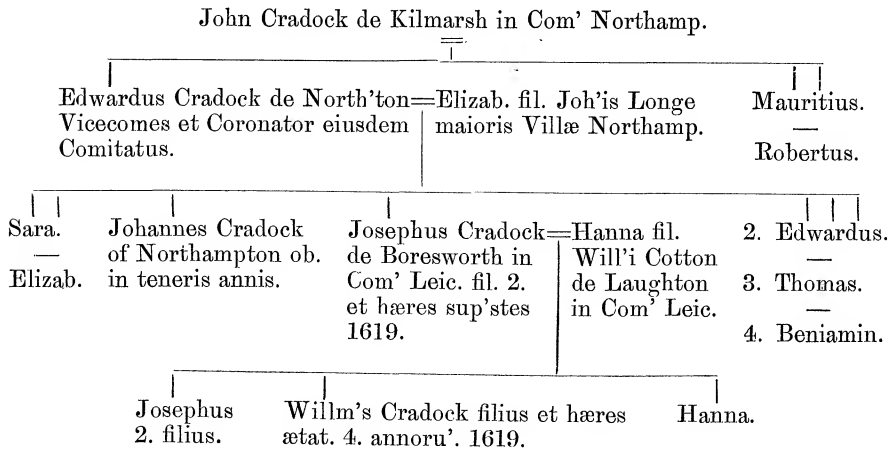 John Cradock de Kilmarsh in Com’ Northamp.
Edwardus Cradock de North’ton=Elizab. fil. Joh’is Longe
Vicecomes et Coronator eiusdem maioris Villæ Northamp.
Comitatus.
Mauritius.
—
Robertus.
Sara.
—
Elizab.
Johannes Cradock
of Northampton ob.
in teneris annis.
Josephus Cradock=Hanna fil.
de Boresworth in Will’i Cotton
Com’ Leic. fil. 2. de Laughton
et hæres sup’stes in Com’ Leic.
1619.
2. Edwardus.
—
3. Thomas.
—
4. Beniamin.
Josephus
2. filius.
Willm’s Cradock filius et hæres
ætat. 4. annoru’. 1619.
Hanna.